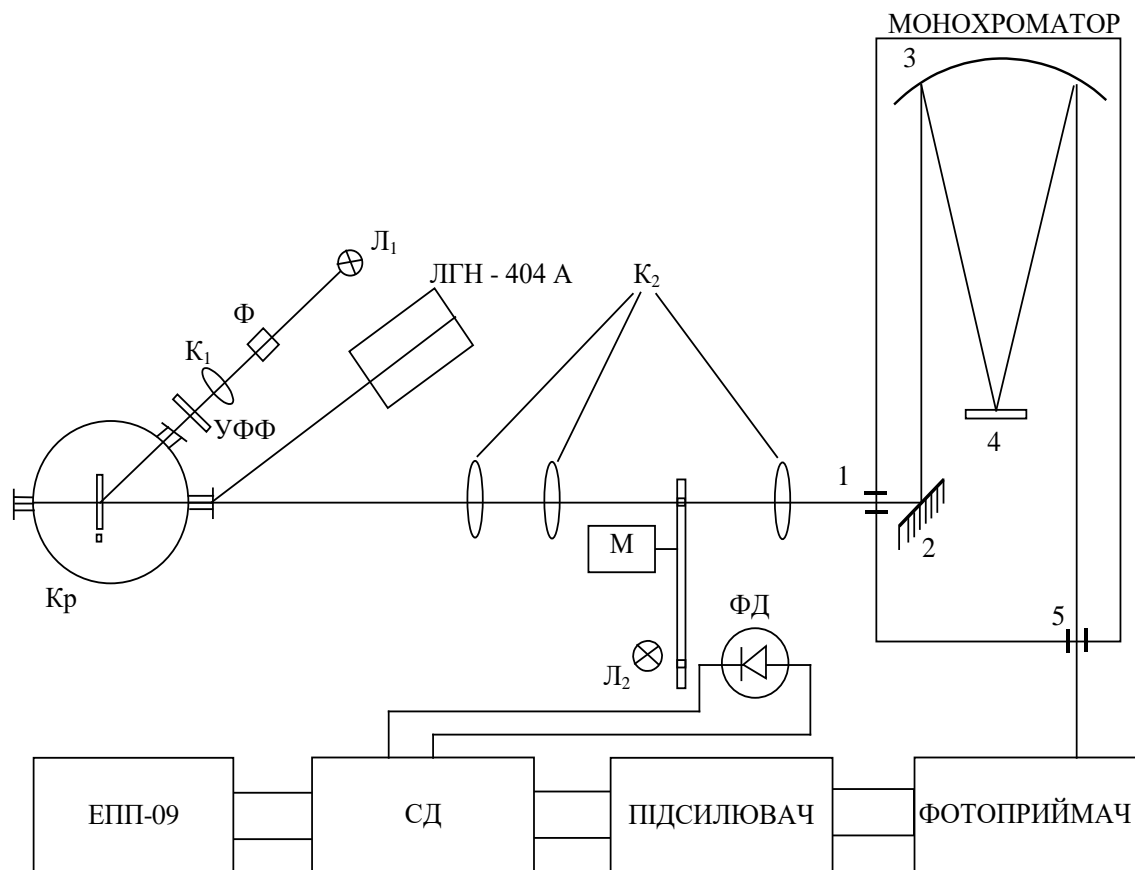 МОНОХРОМАТОР
3
Л₁
ЛГН - 404 А
К₂
Ф
К₁
УФФ
4
1
2
М
Кр
ФД
5
Л₂
ЕПП-09
СД
ПІДСИЛЮВАЧ
ФОТОПРИЙМАЧ